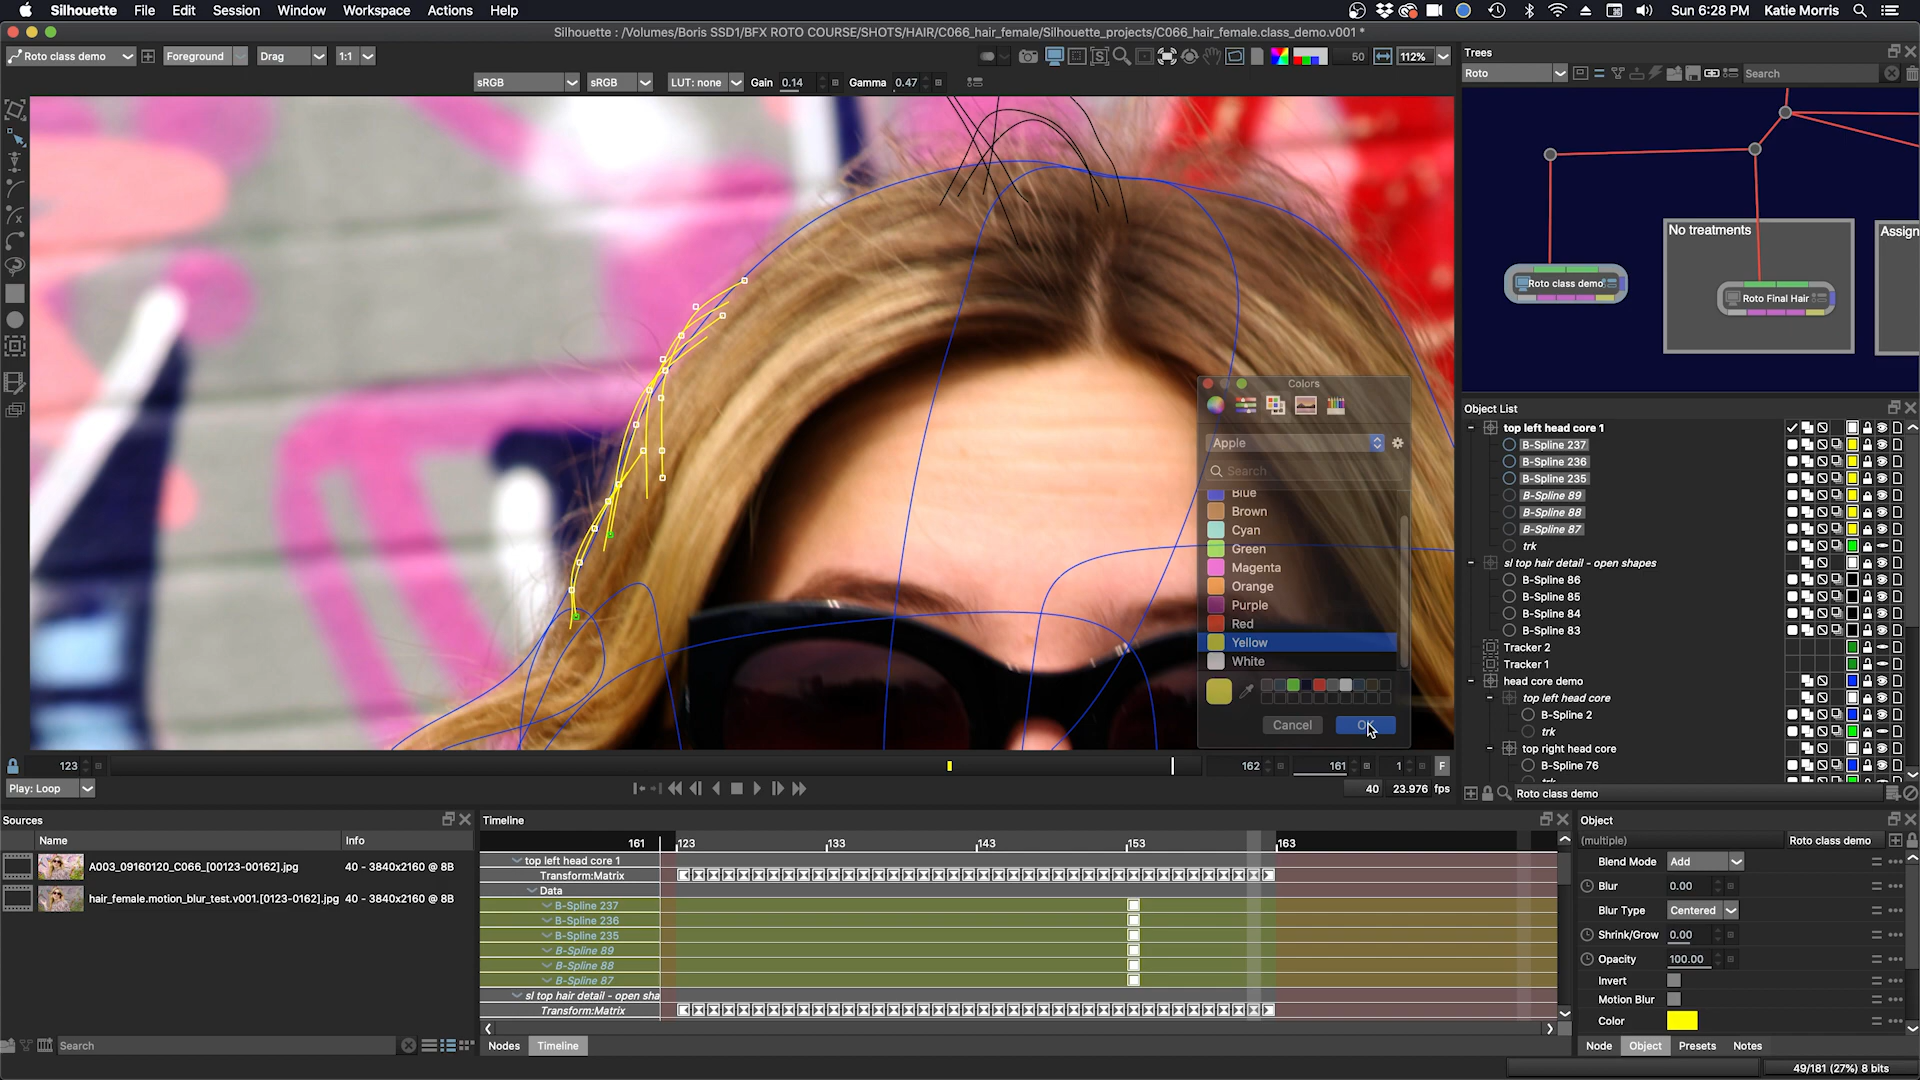 Silhouette File Edit Session Window Workspace Actions Help Sun 6:28 PM Katie Morris
Silhouette : /Volumes/Boris SSD1/BFX ROTO COURSE/SHOTS/HAIR/C066_hair_female/Silhouette_projects/C066_hair_female.class_demo.v001 *
Roto class demo Foreground Drag 1:1 50 112%
sRGB sRGB LUT: none Gain 0.14 Gamma 0.47
Trees
Roto Search
No treatments
Assign
Roto class demo
Roto Final Hair
Colors
Apple
Search
Blue
Brown
Cyan
Green
Magenta
Orange
Purple
Red
Yellow
White
Cancel OK
Object List
top left head core 1
B-Spline 237
B-Spline 236
B-Spline 235
B-Spline 89
B-Spline 88
B-Spline 87
trk
sl top hair detail - open shapes
B-Spline 86
B-Spline 85
B-Spline 84
B-Spline 83
Tracker 2
Tracker 1
head core demo
top left head core
B-Spline 2
trk
top right head core
B-Spline 76
trk
Roto class demo
123 162 161 1 F
Play: Loop 40 23.976 fps
Sources
Name Info
A003_09160120_C066_[00123-00162].jpg 40 - 3840x2160 @ 8B
hair_female.motion_blur_test.v001.[0123-0162].jpg 40 - 3840x2160 @ 8B
Search
Timeline
161 123 133 143 153 163
top left head core 1
Transform:Matrix
Data
B-Spline 237
B-Spline 236
B-Spline 235
B-Spline 89
B-Spline 88
B-Spline 87
sl top hair detail - open sha
Transform:Matrix
Nodes Timeline
Object
(multiple) Roto class demo
Blend Mode Add
Blur 0.00
Blur Type Centered
Shrink/Grow 0.00
Opacity 100.00
Invert
Motion Blur
Color
Node Object Presets Notes
49/181 (27%) 8 bits